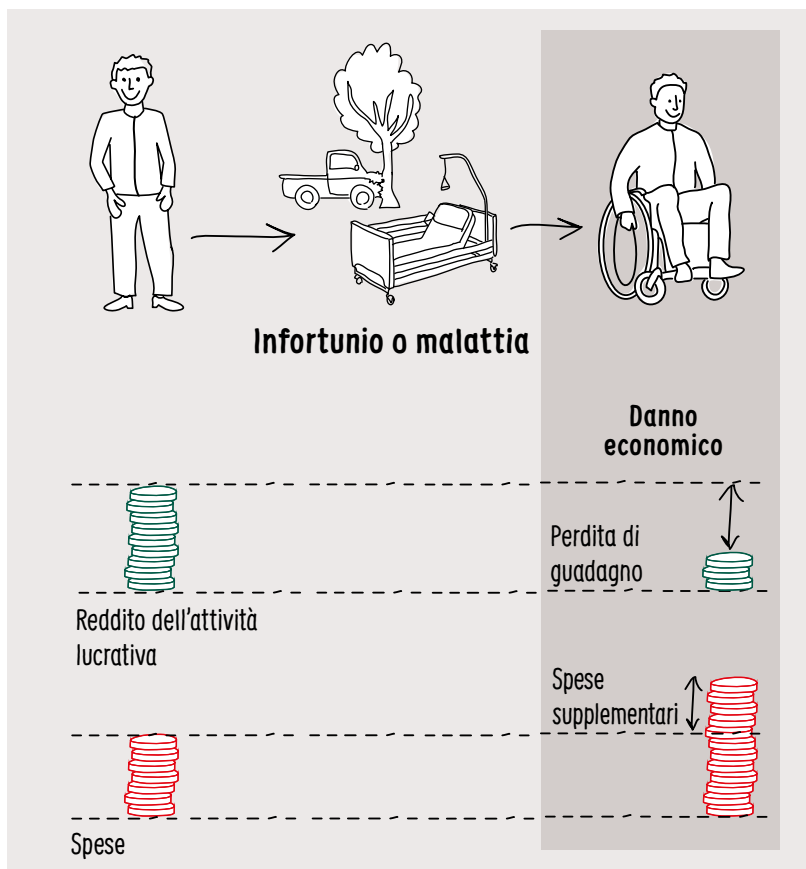 Infortunio o malattia
Danno
economico
Perdita di
guadagno
Reddito dell'attività
lucrativa
Spese
supplementari
Spese